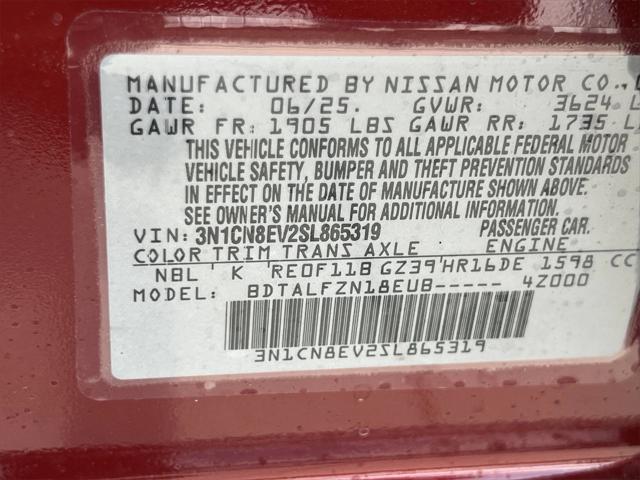 MANUFACTURED BY NISSAN MOTOR CO.,
DATE: 06/25. GVWR: 3624 L
GAWR FR: 1905 LBS GAWR RR: 1735 L
THIS VEHICLE CONFORMS TO ALL APPLICABLE FEDERAL MOTOR
VEHICLE SAFETY, BUMPER AND THEFT PREVENTION STANDARDS
IN EFFECT ON THE DATE OF MANUFACTURE SHOWN ABOVE.
SEE OWNER'S MANUAL FOR ADDITIONAL INFORMATION.
VIN: 3N1CN8EV2SL865319 PASSENGER CAR.
COLOR TRIM TRANS AXLE ENGINE
NBL K RE0F11B GZ39 HR16DE 1598 CC
MODEL: BDTALFZN18EUB----- 4Z000
3N1CN8EV2SL865319